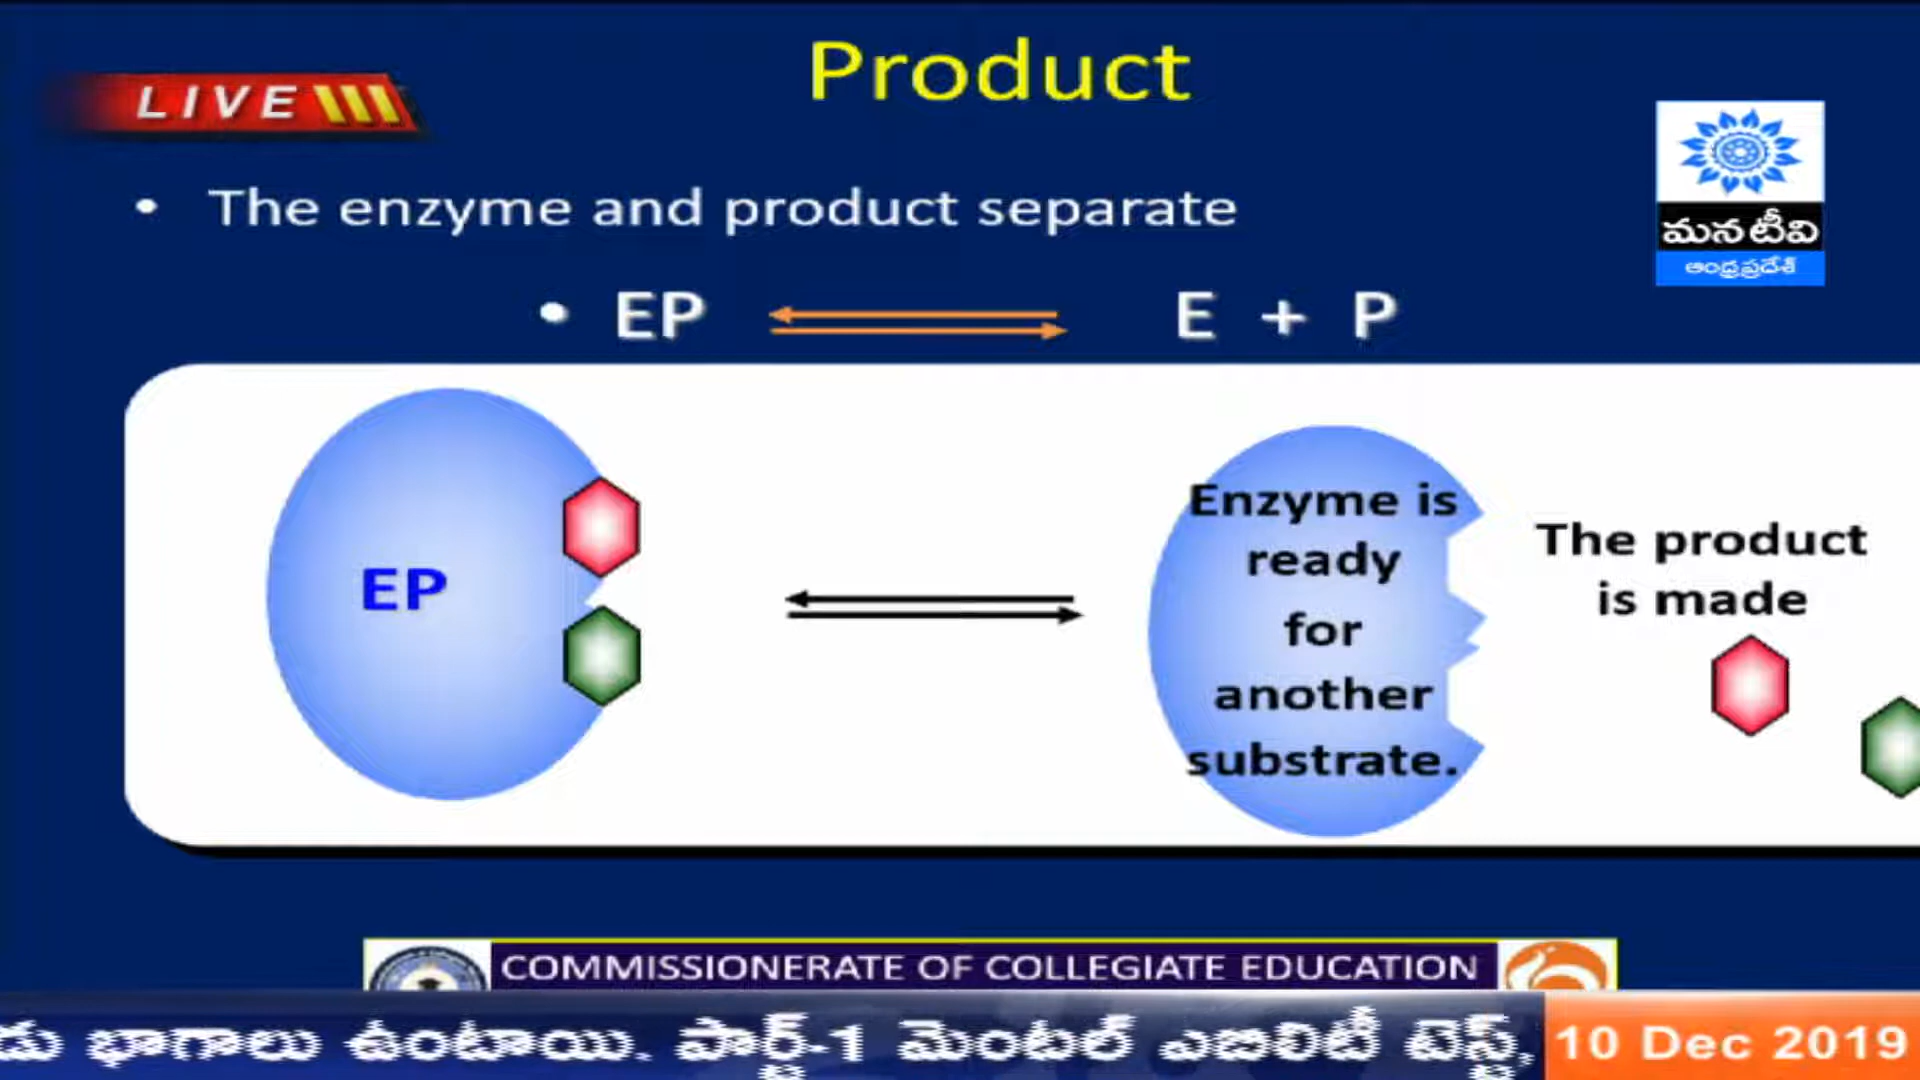 Product
LIVE
• The enzyme and product separate
మన టీవీ
ఆంధ్రప్రదేశ్
• EP E + P
EP
Enzyme is
ready
for
another
substrate.
The product
is made
COMMISSIONERATE OF COLLEGIATE EDUCATION
డు భాగాలు ఉంటాయి. పార్ట్-1 మెంటల్ ఎబిలిటీ టెస్ట్,
10 Dec 2019